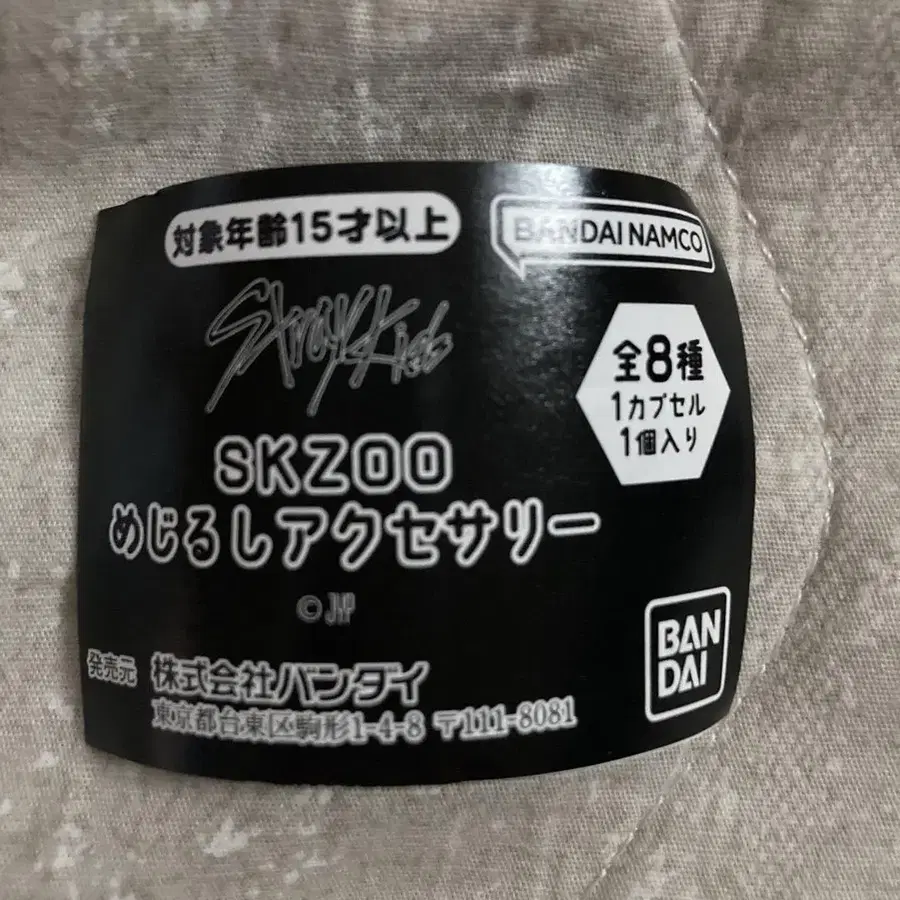 対象年齢15才以上
BANDAI NAMCO
StrayKids
全8種
1カプセル
1個入り
SKZOO
めじるしアクセサリー
©JYP
発売元 株式会社バンダイ
東京都台東区駒形1-4-8 〒111-8081
BAN
DAI